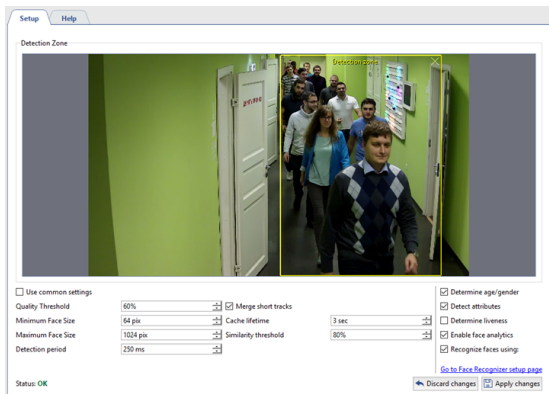 Setup
Help
Detection Zone
Detection zone
Use common settings
Quality Threshold 60% Merge short tracks
Minimum Face Size 64 pix Cache lifetime 3 sec
Maximum Face Size 1024 pix Similarity threshold 80%
Detection period 250 ms
Determine age/gender
Detect attributes
Determine liveness
Enable face analytics
Recognize faces using:
Go to Face Recognizer setup page
Status: OK
Discard changes
Apply changes